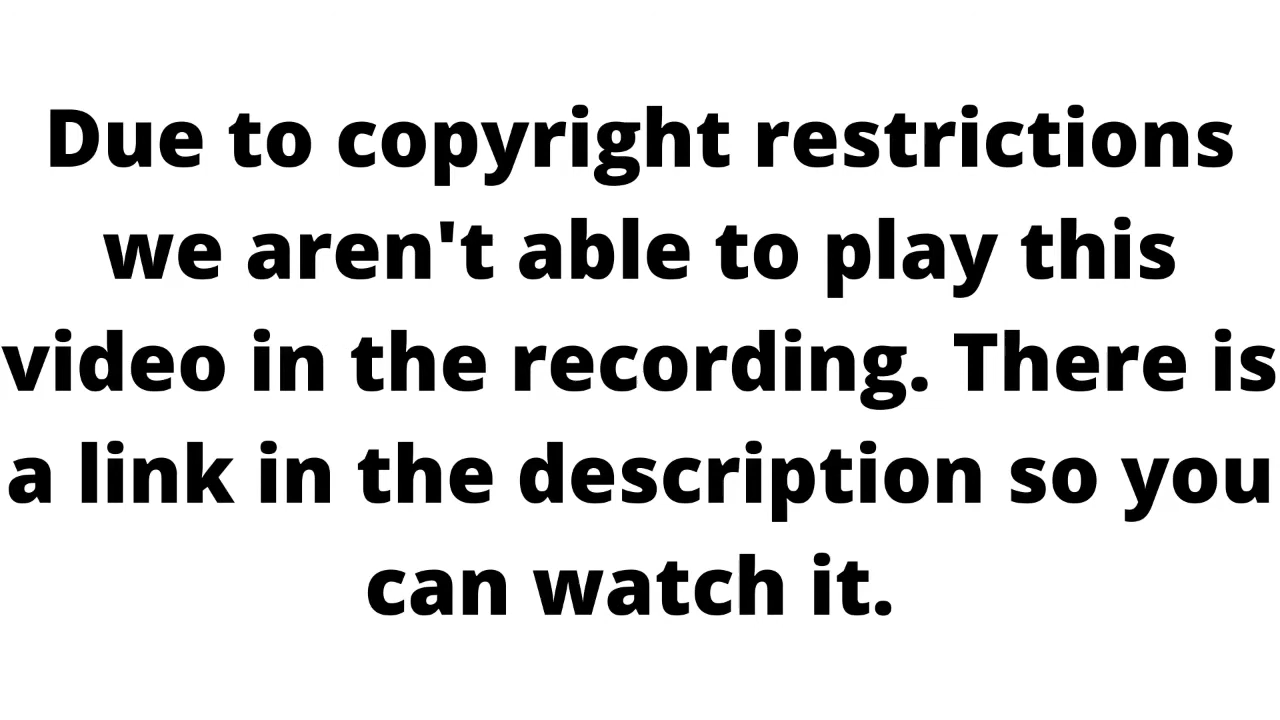 Due to copyright restrictions
we aren't able to play this
video in the recording. There is
a link in the description so you
can watch it.